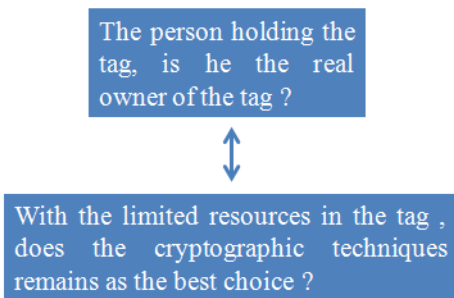 The person holding the
tag, is he the real
owner of the tag ?
With the limited resources in the tag ,
does the cryptographic techniques
remains as the best choice ?